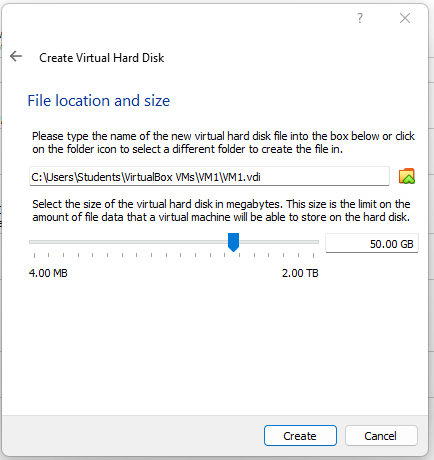 ?
Create Virtual Hard Disk
File location and size
Please type the name of the new virtual hard disk file into the box below or click
on the folder icon to select a different folder to create the file in.
C:\Users\Students\VirtualBox VMs\VM1\VM1.vdi
Select the size of the virtual hard disk in megabytes. This size is the limit on the
amount of file data that a virtual machine will be able to store on the hard disk.
50.00 GB
4.00 MB 2.00 TB
Create Cancel